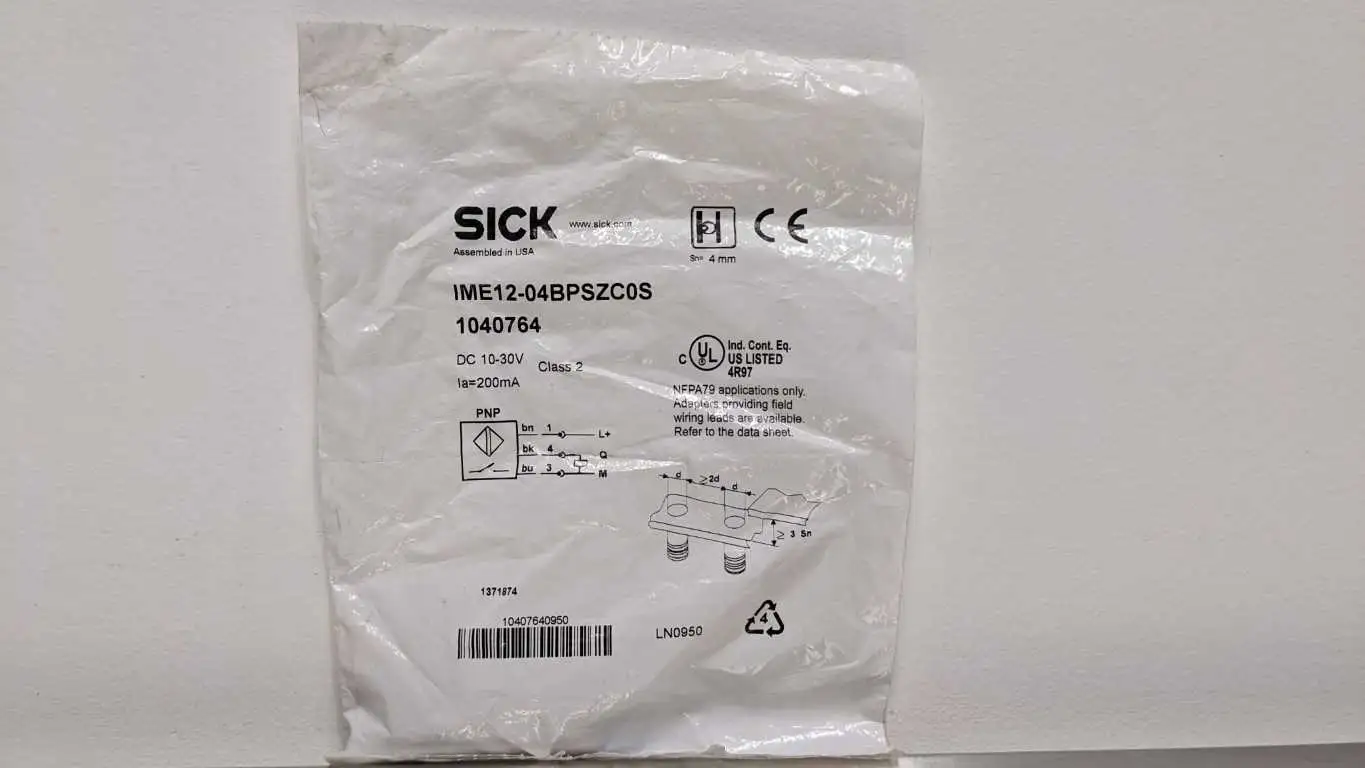 SICK www.sick.com
Assembled in USA
CE
Sn= 4 mm
IME12-04BPSZC0S
1040764
DC 10-30V Class 2
Ia=200mA
C UL Ind. Cont. Eq.
US LISTED
4R97
NFPA79 applications only.
Adapters providing field
wiring leads are available.
Refer to the data sheet.
PNP
bn 1 L+
bk 4 Q
bu 3 M
d ≥2d d
≥ 3 Sn
1371874
10407640950
LN0950
4